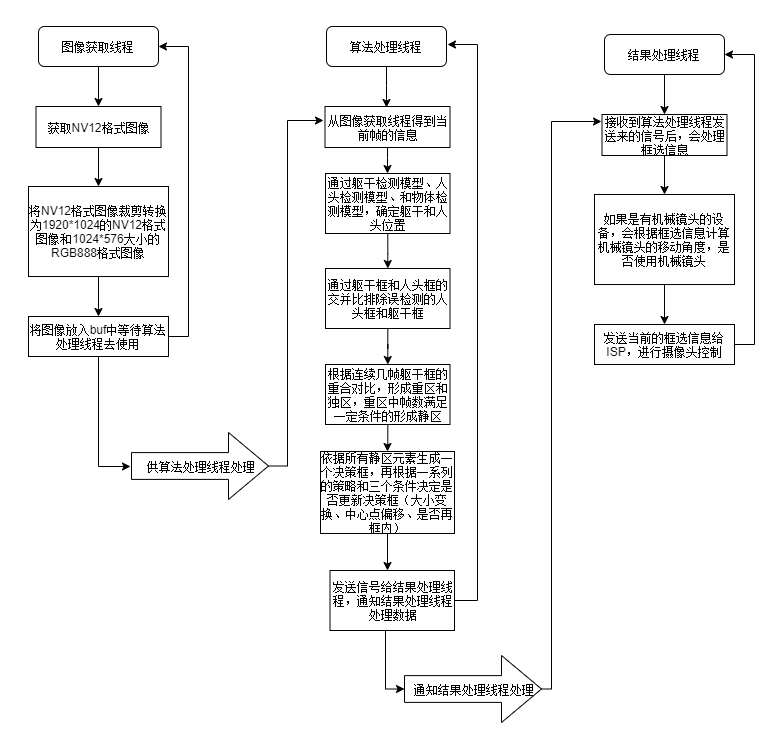 图像获取线程
获取NV12格式图像
将NV12格式图像裁剪转换
为1920*1024的NV12格式
图像和1024*576大小的
RGB888格式图像
将图像放入buf中等待算法
处理线程去使用
供算法处理线程处理
算法处理线程
从图像获取线程得到当
前帧的信息
通过躯干检测模型、人
头检测模型、和物体检
测模型，确定躯干和人
头位置
通过躯干框和人头框的
交并比排除误检测的人
头框和躯干框
根据连续几帧躯干框的
重合对比，形成重区和
独区，重区中帧数满足
一定条件的形成静区
依据所有静区元素生成一
个决策框，再根据一系列
的策略和三个条件决定是
否更新决策框（大小变
换、中心点偏移、是否再
框内）
发送信号给结果处理线
程，通知结果处理线程
处理数据
通知结果处理线程处理
结果处理线程
接收到算法处理线程发
送来的信号后，会处理
框选信息
如果是有机械镜头的设
备，会根据框选信息计算
机械镜头的移动角度，是
否使用机械镜头
发送当前的框选信息给
ISP，进行摄像头控制